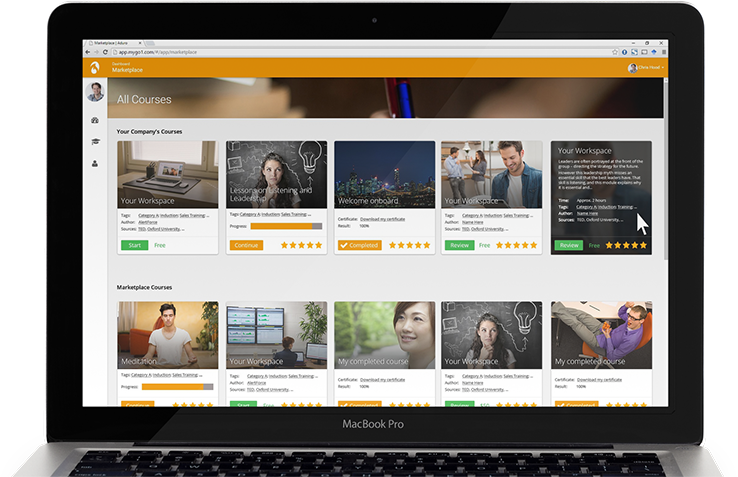 Marketplace | Aduro
app.mygo1.com/#/app/marketplace
Dashboard
Marketplace
Chris Hood
All Courses
Your Company's Courses
Your Workspace
Tags: Category A; Induction; Sales Training; ...
Author: AlertForce
Sources: TED, Oxford University, ...
Start Free
Lessons on Listening and
Leadership
Tags: Category A; Induction; Sales Training; ...
Progress:
Continue
Welcome onboard
Certificate: Download my certificate
Result: 100%
Completed
Your Workspace
Tags: Category A; Induction; Sales Training; ...
Author: Name Here
Sources: TED, Oxford University, ...
Review Free
Your Workspace
Leaders are often portrayed at the front of the
group – directing the strategy for the future.
However this leadership myth misses an
essential skill that the best leaders have. That
skill is listening, and this module explains why
it is essential and...
Time: Approx. 2 hours
Tags: Category A; Induction; Training; ...
Author: Name Here
Sources: TED, Oxford University, ...
Review Free
Marketplace Courses
Meditation
Tags: Category A; Induction; Sales Training; ...
Progress:
Continue
Your Workspace
Tags: Category A; Induction; Sales Training; ...
Author: AlertForce
Sources: TED, Oxford University, ...
Start Free
My completed course
Certificate: Download my certificate
Result: 100%
Completed
Your Workspace
Tags: Category A; Induction; Sales Training; ...
Author: Name Here
Sources: TED, Oxford University, ...
Review $50
My completed course
Certificate: Download my certificate
Result: 100%
Completed
MacBook Pro